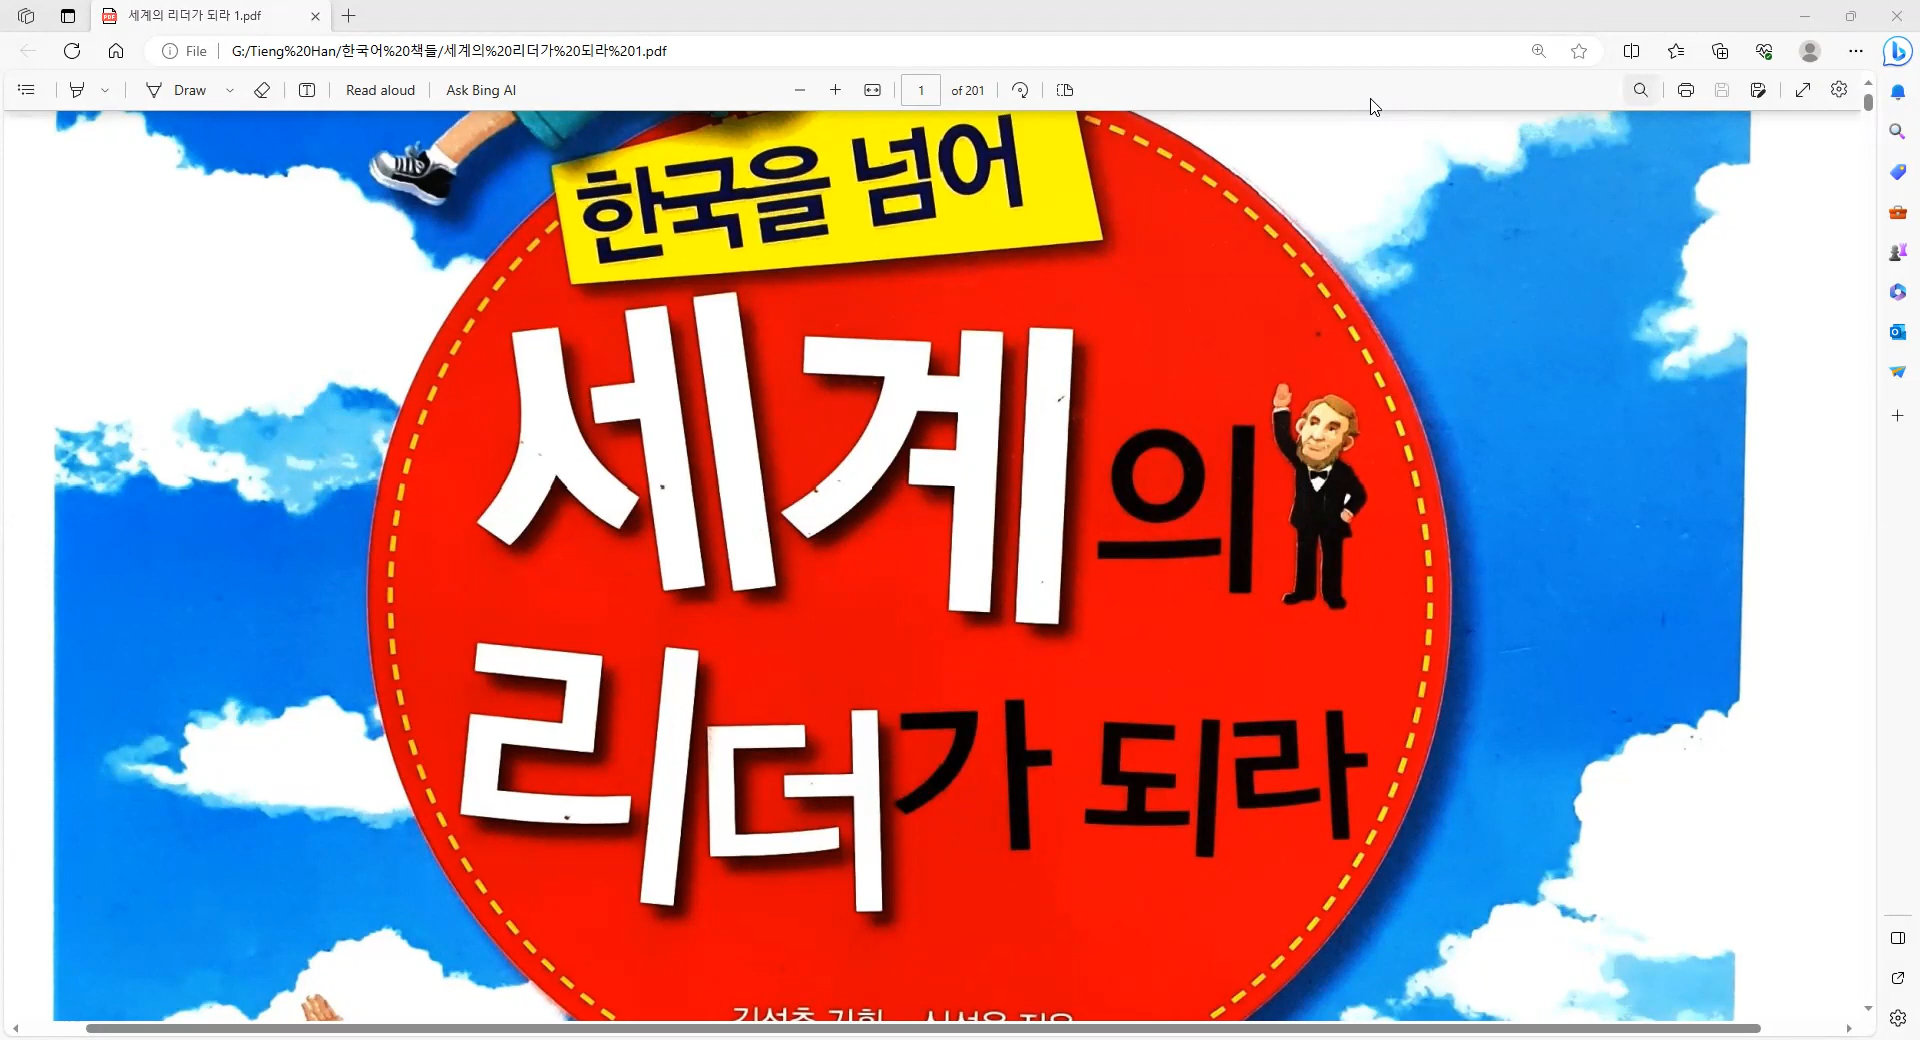 세계의 리더가 되라 1.pdf
File
G:/Tieng%20Han/한국어%20책들/세계의%20리더가%20되라%201.pdf
Draw
Read aloud
Ask Bing AI
1 of 201
한국을 넘어
세계의
리더가 되라